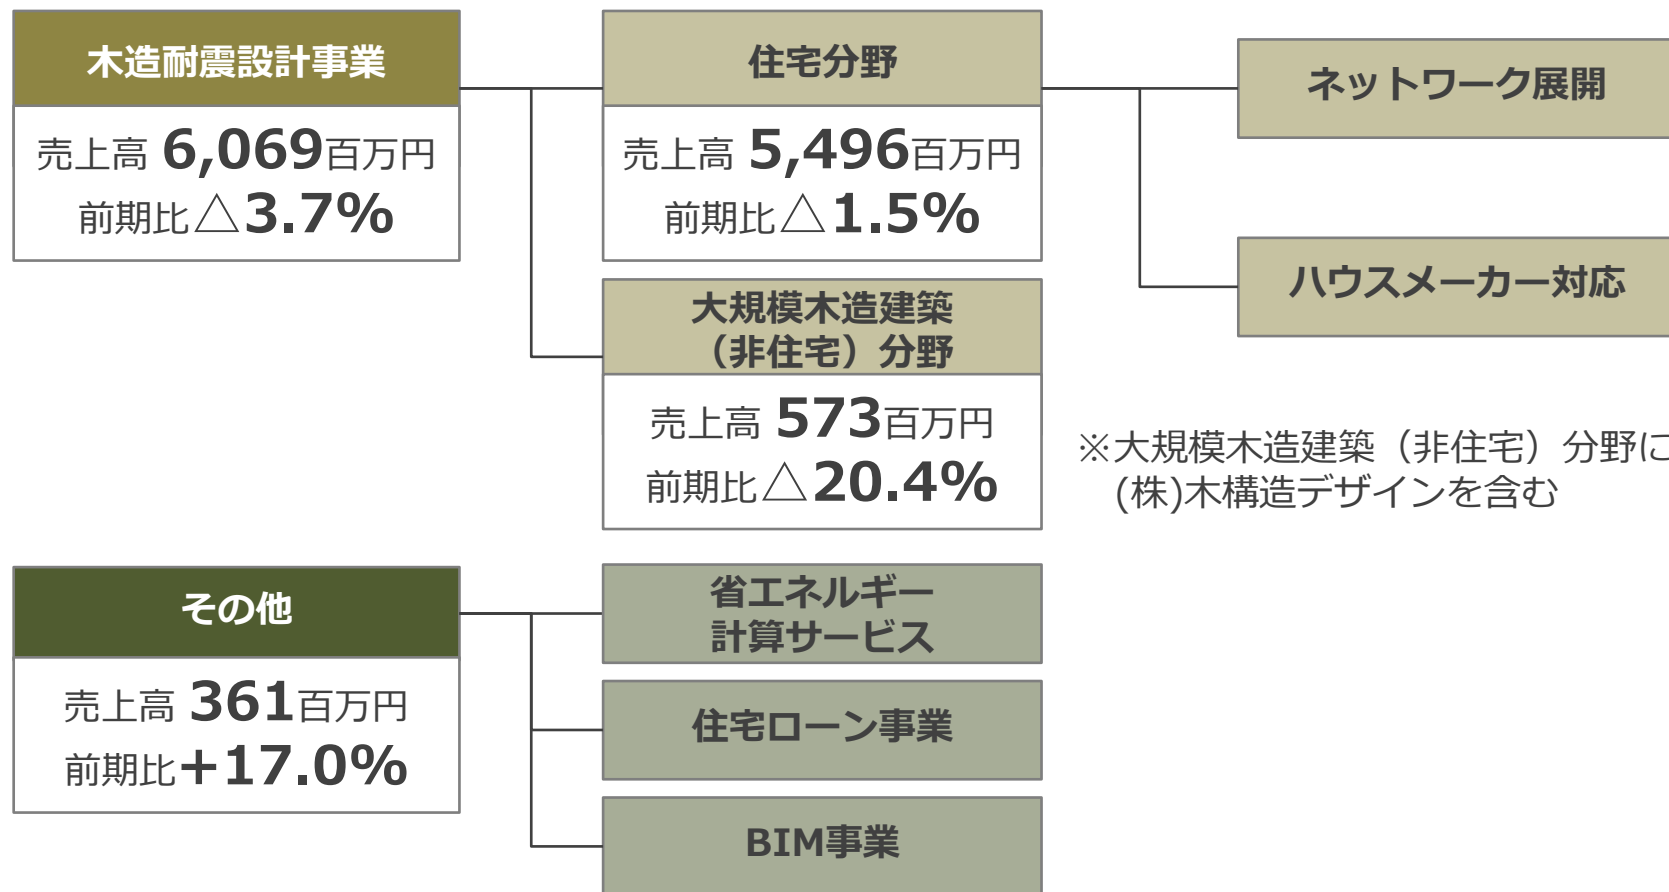 木造耐震設計事業
売上高 6,069百万円
前期比△3.7%
住宅分野
売上高 5,496百万円
前期比△1.5%
ネットワーク展開
ハウスメーカー対応
大規模木造建築
（非住宅）分野
売上高 573百万円
前期比△20.4%
※大規模木造建築（非住宅）分野に
(株)木構造デザインを含む
その他
売上高 361百万円
前期比+17.0%
省エネルギー
計算サービス
住宅ローン事業
BIM事業